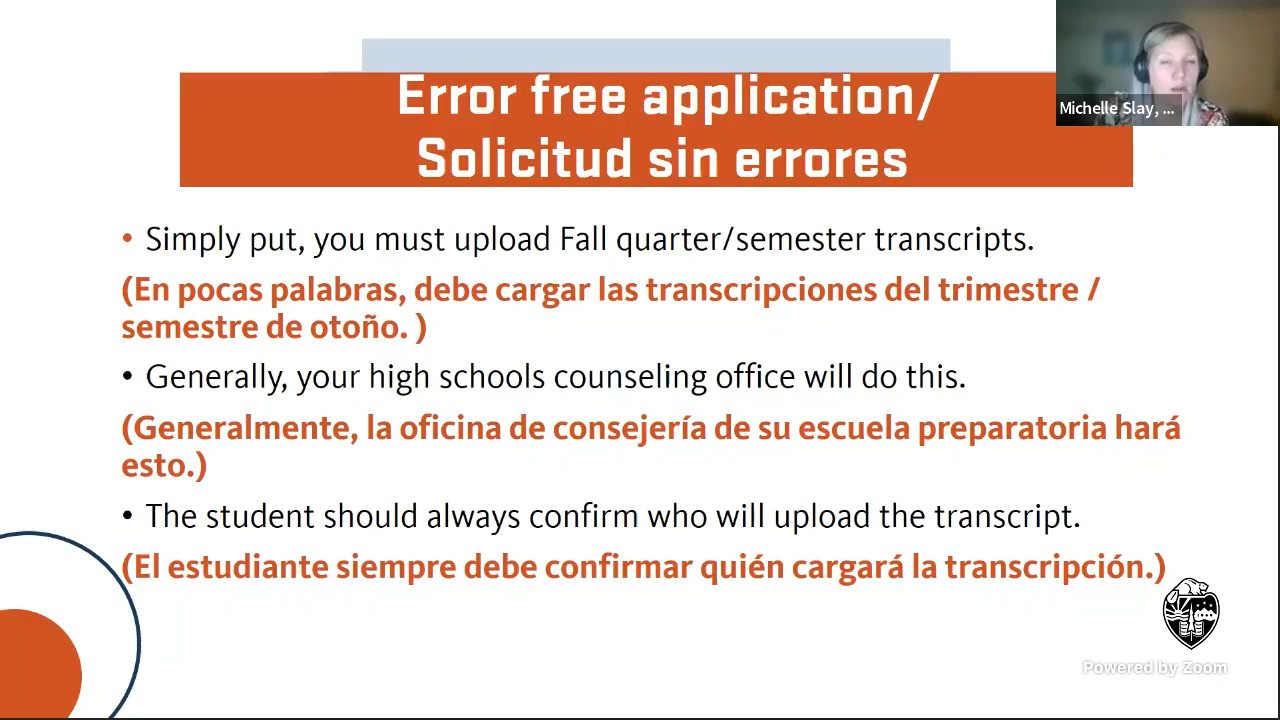 Error free application/
Solicitud sin errores
Michelle Slay, ...
• Simply put, you must upload Fall quarter/semester transcripts.
(En pocas palabras, debe cargar las transcripciones del trimestre /
semestre de otoño. )
• Generally, your high schools counseling office will do this.
(Generalmente, la oficina de consejería de su escuela preparatoria hará
esto.)
• The student should always confirm who will upload the transcript.
(El estudiante siempre debe confirmar quién cargará la transcripción.)
Powered by Zoom